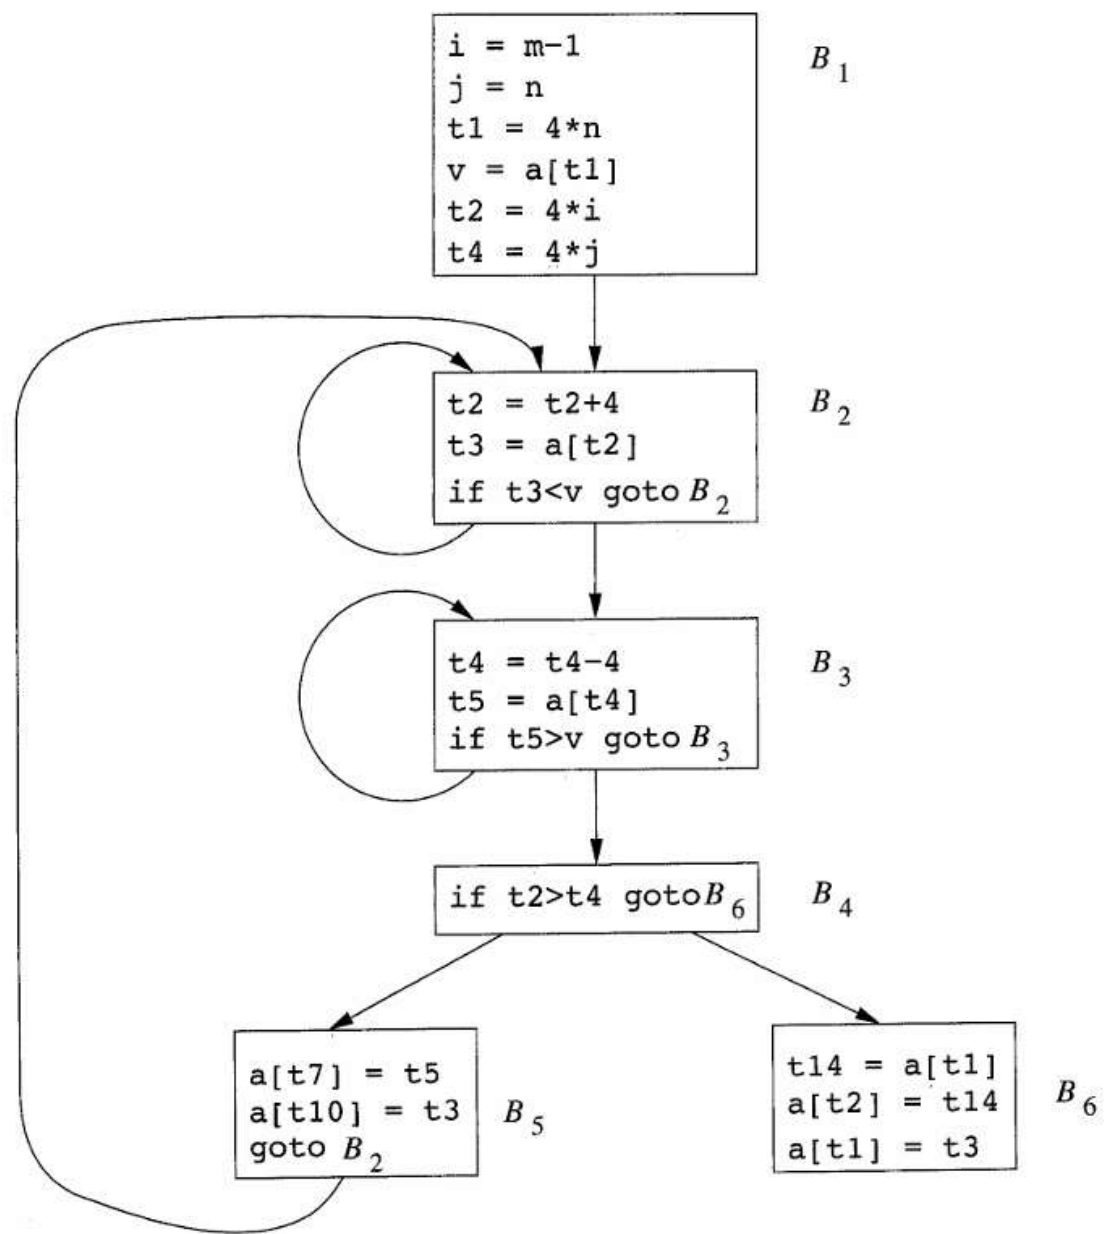 i = m-1
j = n
t1 = 4*n
v = a[t1]
t2 = 4*i
t4 = 4*j
B1
t2 = t2+4
t3 = a[t2]
if t3<v goto B2
B2
t4 = t4-4
t5 = a[t4]
if t5>v goto B3
B3
if t2>t4 goto B6
B4
a[t7] = t5
a[t10] = t3
goto B2
B5
t14 = a[t1]
a[t2] = t14
a[t1] = t3
B6